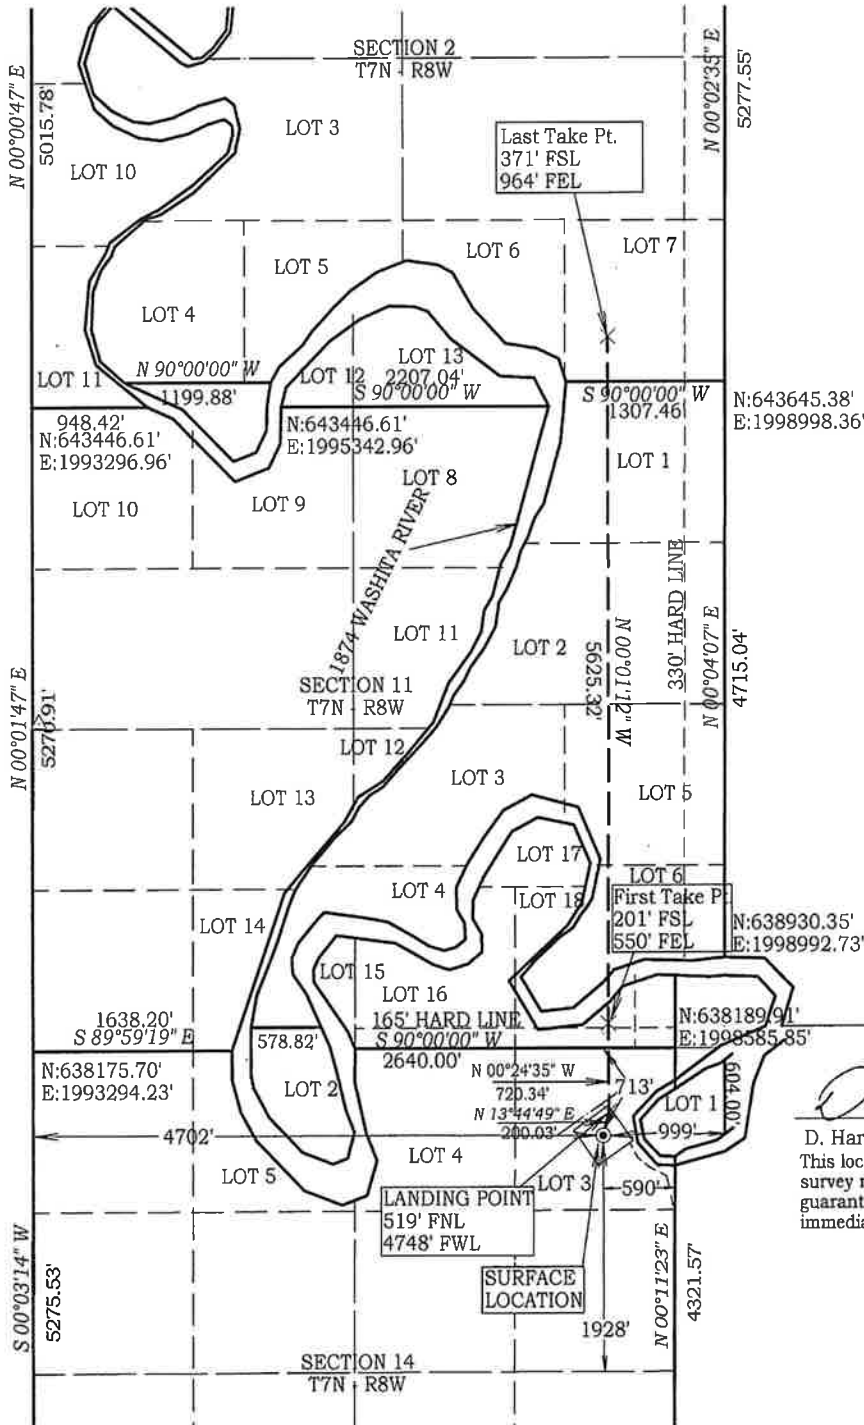 SECTION 2
T7N - R8W
N 00°00'47" E
5015.78'
N 00°02'35" E
5277.55'
LOT 3
LOT 10
Last Take Pt.
371' FSL
964' FEL
LOT 5
LOT 6
LOT 7
LOT 4
LOT 11
N 90°00'00" W
1199.88'
LOT 12
LOT 13
2207.04'
S 90°00'00" W
S 90°00'00" W
1307.46'
N:643645.38'
E:1998998.36'
948.42'
N:643446.61'
E:1993296.96'
N:643446.61'
E:1995342.96'
LOT 1
LOT 8
LOT 9
LOT 10
1874 WASHITA RIVER
LOT 11
LOT 2
N 00°01'12" W
5625.32'
330' HARD LINE
N 00°04'07" E
4715.04'
N 00°01'47" E
5276.91'
SECTION 11
T7N - R8W
LOT 12
LOT 3
LOT 13
LOT 5
LOT 17
LOT 6
LOT 4
LOT 18
First Take P
201' FSL
550' FEL
N:638930.35'
E:1998992.73'
LOT 14
LOT 15
LOT 16
1638.20'
S 89°59'19" E
165' HARD LINE
578.82'
S 90°00'00" W
2640.00'
N:638189.91'
E:1998585.85'
N:638175.70'
E:1993294.23'
LOT 2
N 00°24'35" W
720.34'
713'
LOT 1
604.00'
N 13°44'49" E
200.03'
4702'
999'
D. Har
This loc
survey
guarant
immedia
LOT 5
LOT 4
LOT 3
590'
LANDING POINT
519' FNL
4748' FWL
SURFACE
LOCATION
S 00°03'14" W
5275.53'
N 00°11'23" E
4321.57'
1928'
SECTION 14
T7N - R8W